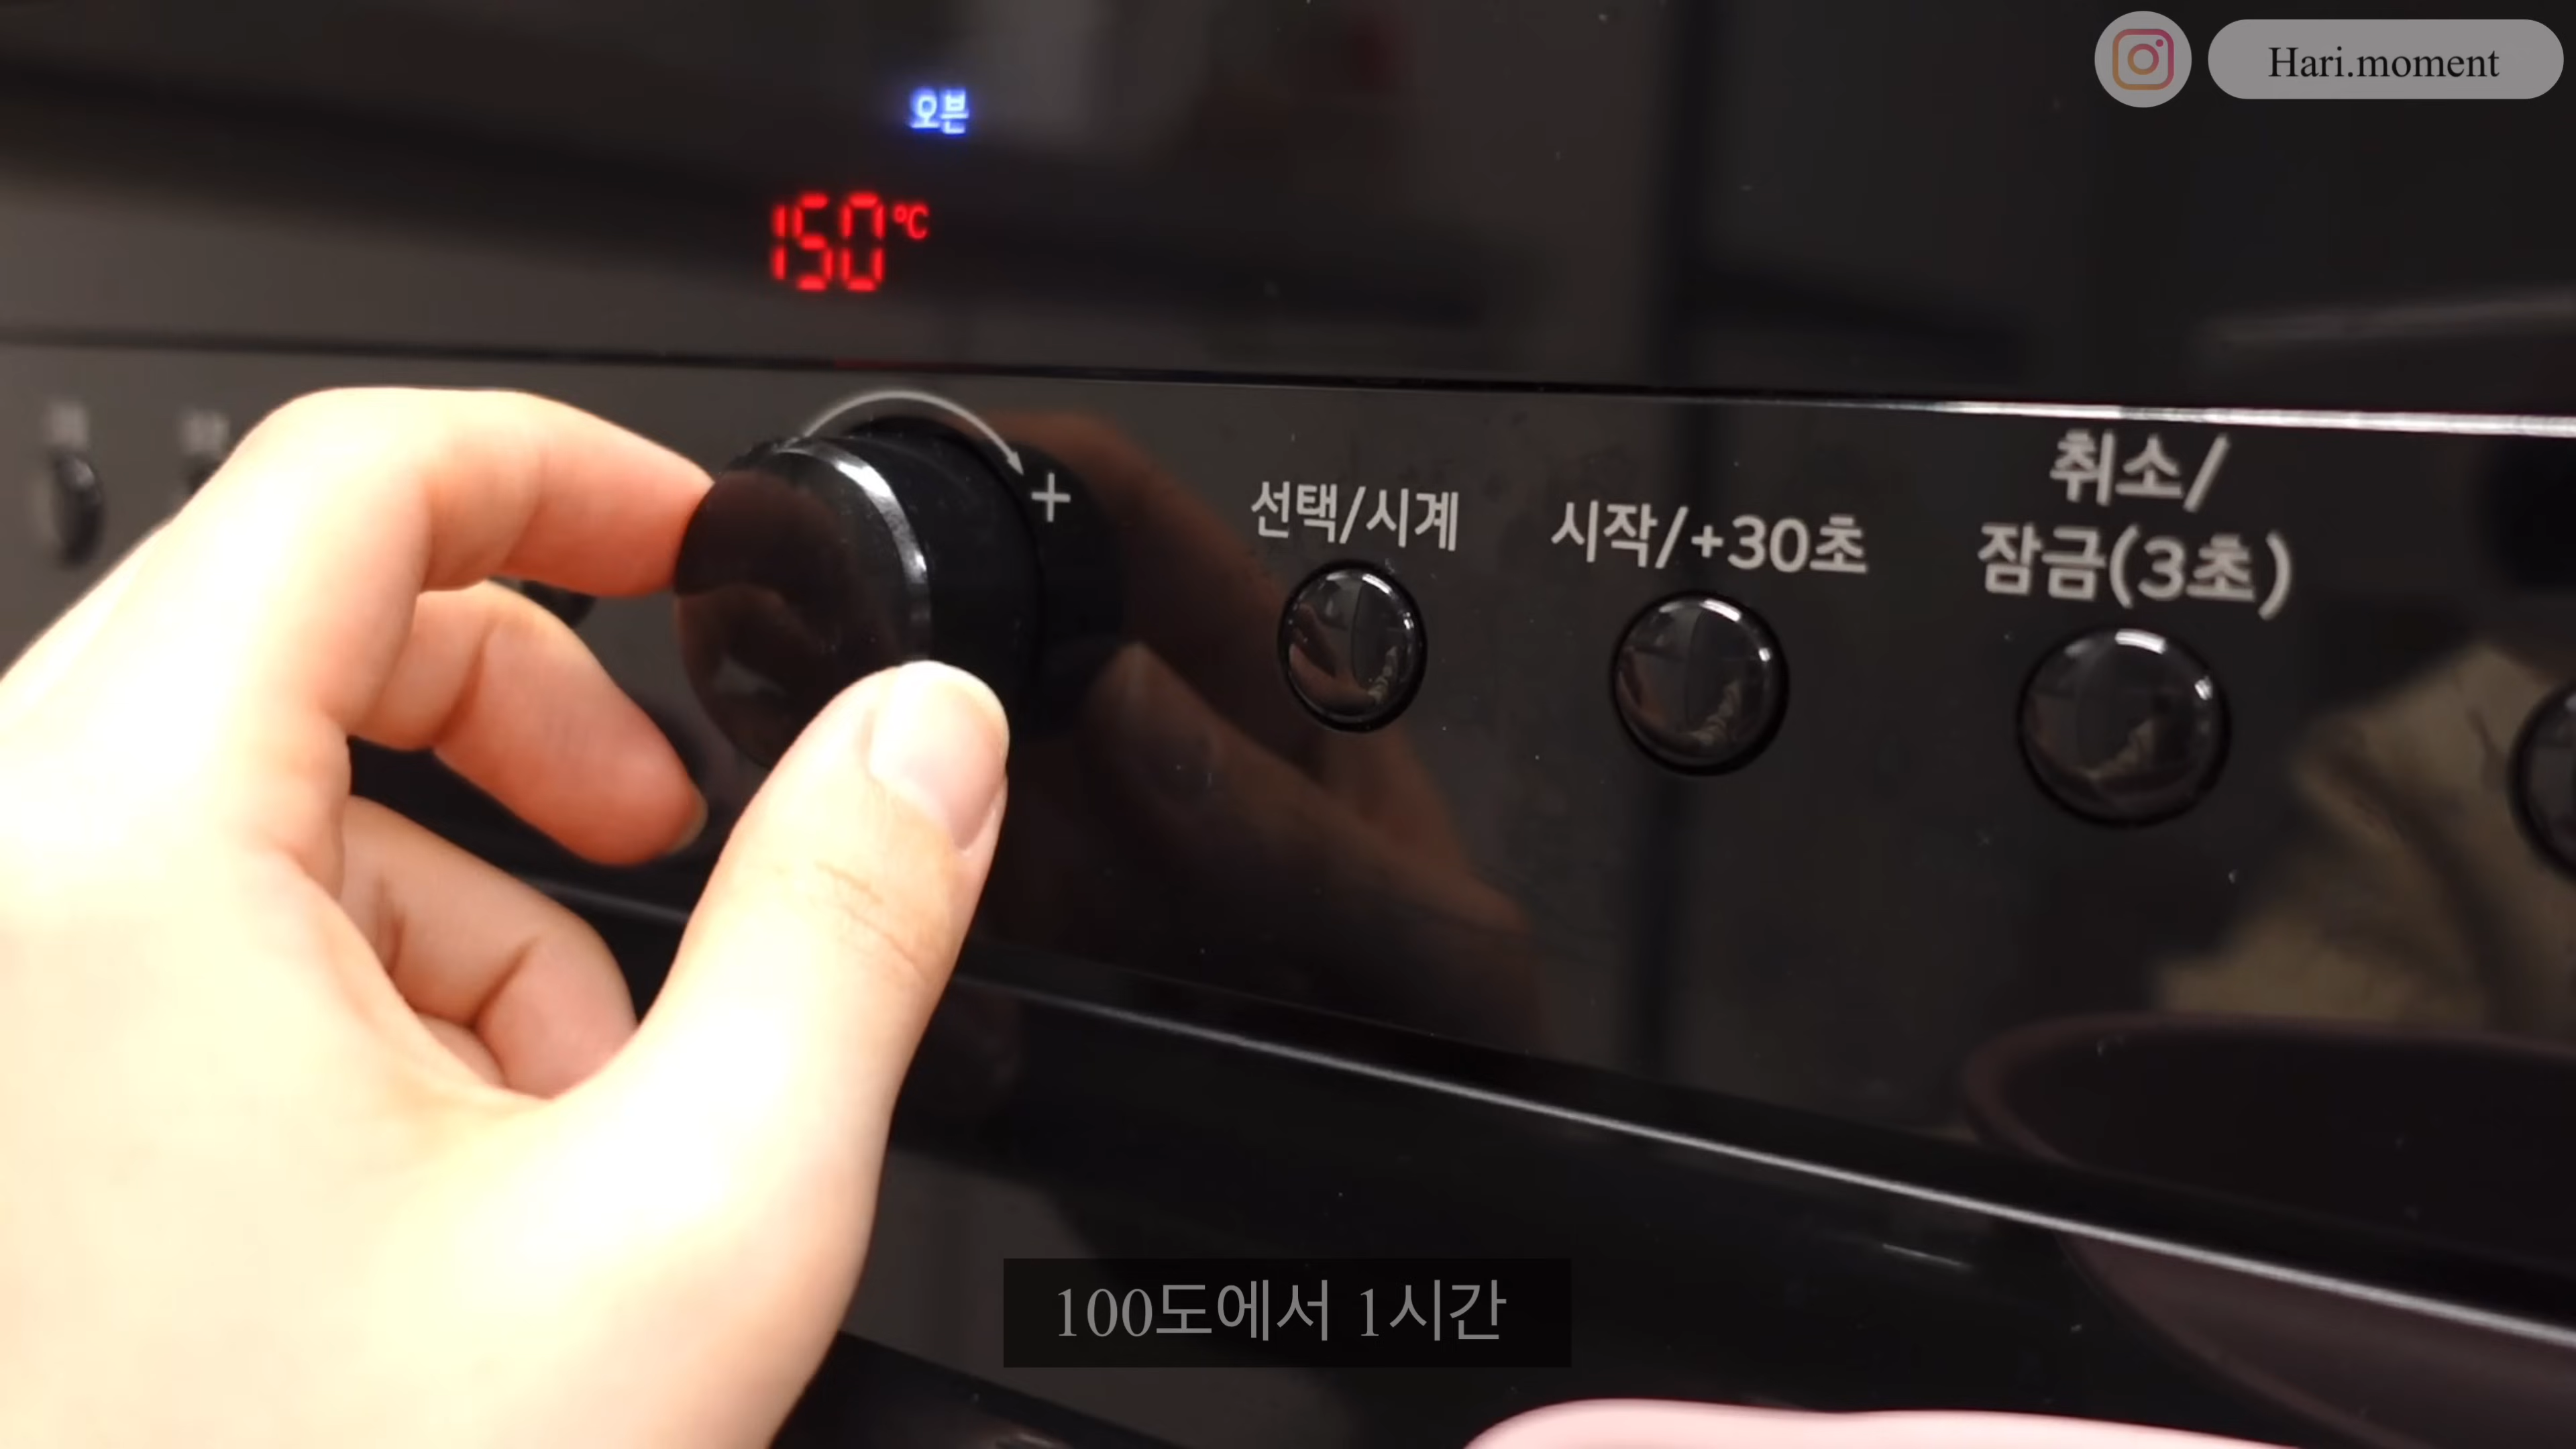 Hari.moment
오븐
150℃
+
선택/시계
시작/+30초
취소/
잠금(3초)
100도에서 1시간